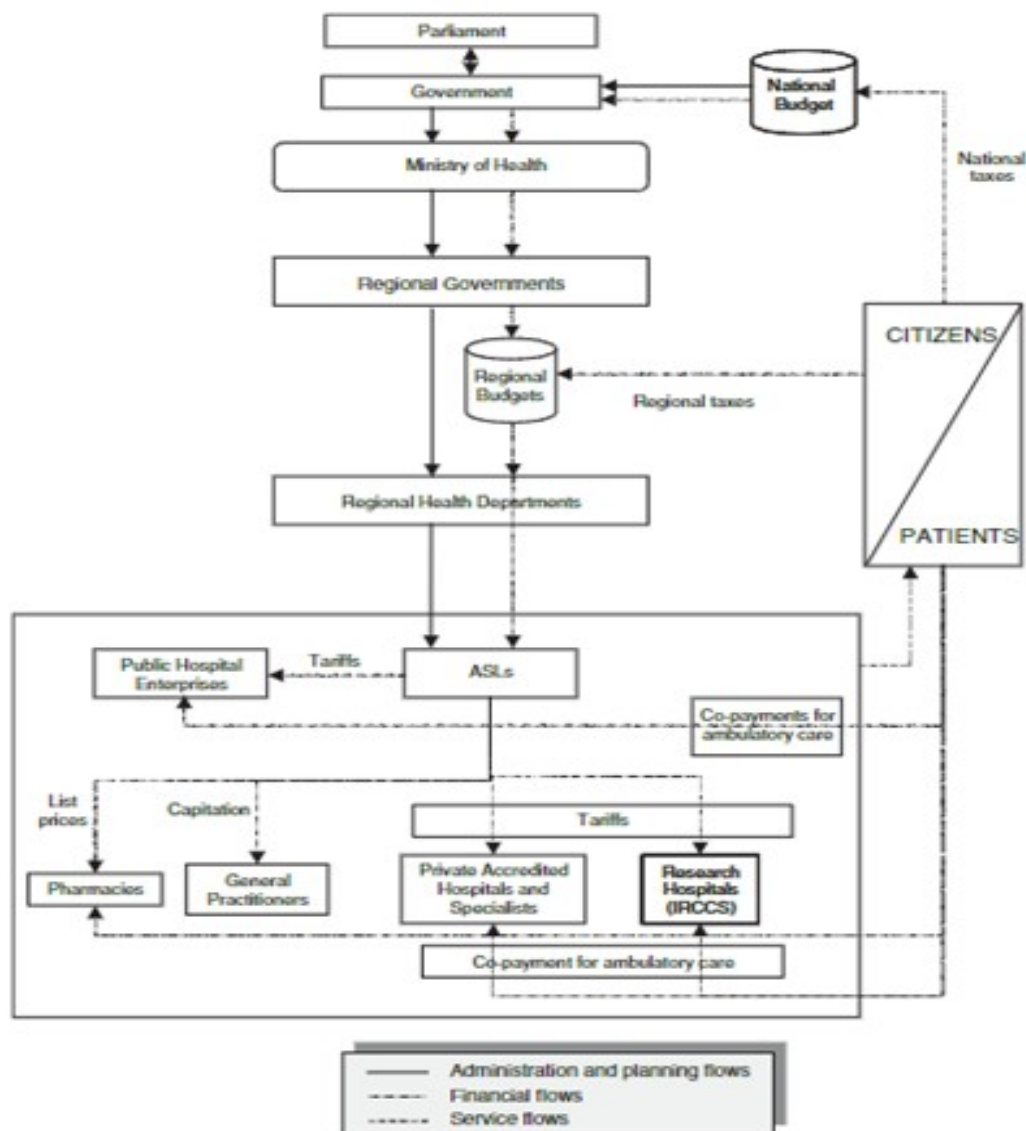 Parliament
Government
National
Budget
Ministry of Health
National
taxes
Regional Governments
CITIZENS
Regional
Budgets
Regional taxes
Regional Health Departments
PATIENTS
Public Hospital
Enterprises
Tariffs
ASLs
Co-payments for
ambulatory care
List
prices
Capitation
Tariffs
Pharmacies
General
Practitioners
Private Accredited
Hospitals and
Specialists
Research
Hospitals
(IRCCS)
Co-payment for ambulatory care
Administration and planning flows
Financial flows
Service flows